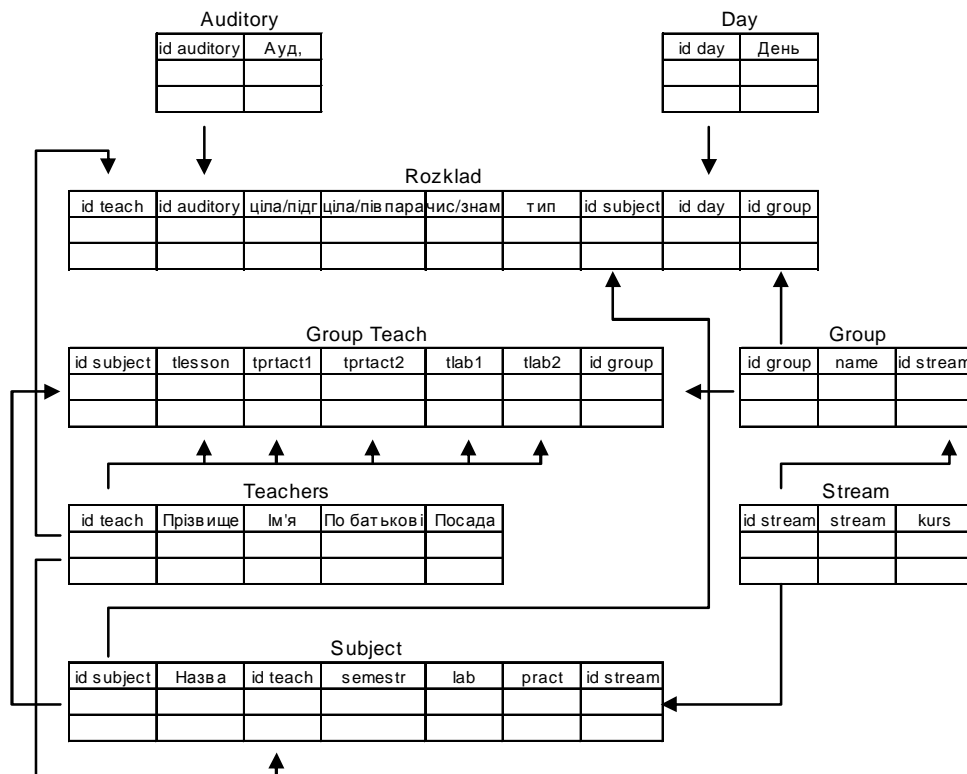 Auditory Day
id auditory Ауд, id day День
Rozklad
id teach id auditory ціла/підг ціла/пів пара чис/знам тип id subject id day id group
Group Teach Group
id subject tlesson tprtact1 tprtact2 tlab1 tlab2 id group id group name id stream
Teachers Stream
id teach Прізвище Ім'я По батькові Посада id stream stream kurs
Subject
id subject Назва id teach semestr lab pract id stream